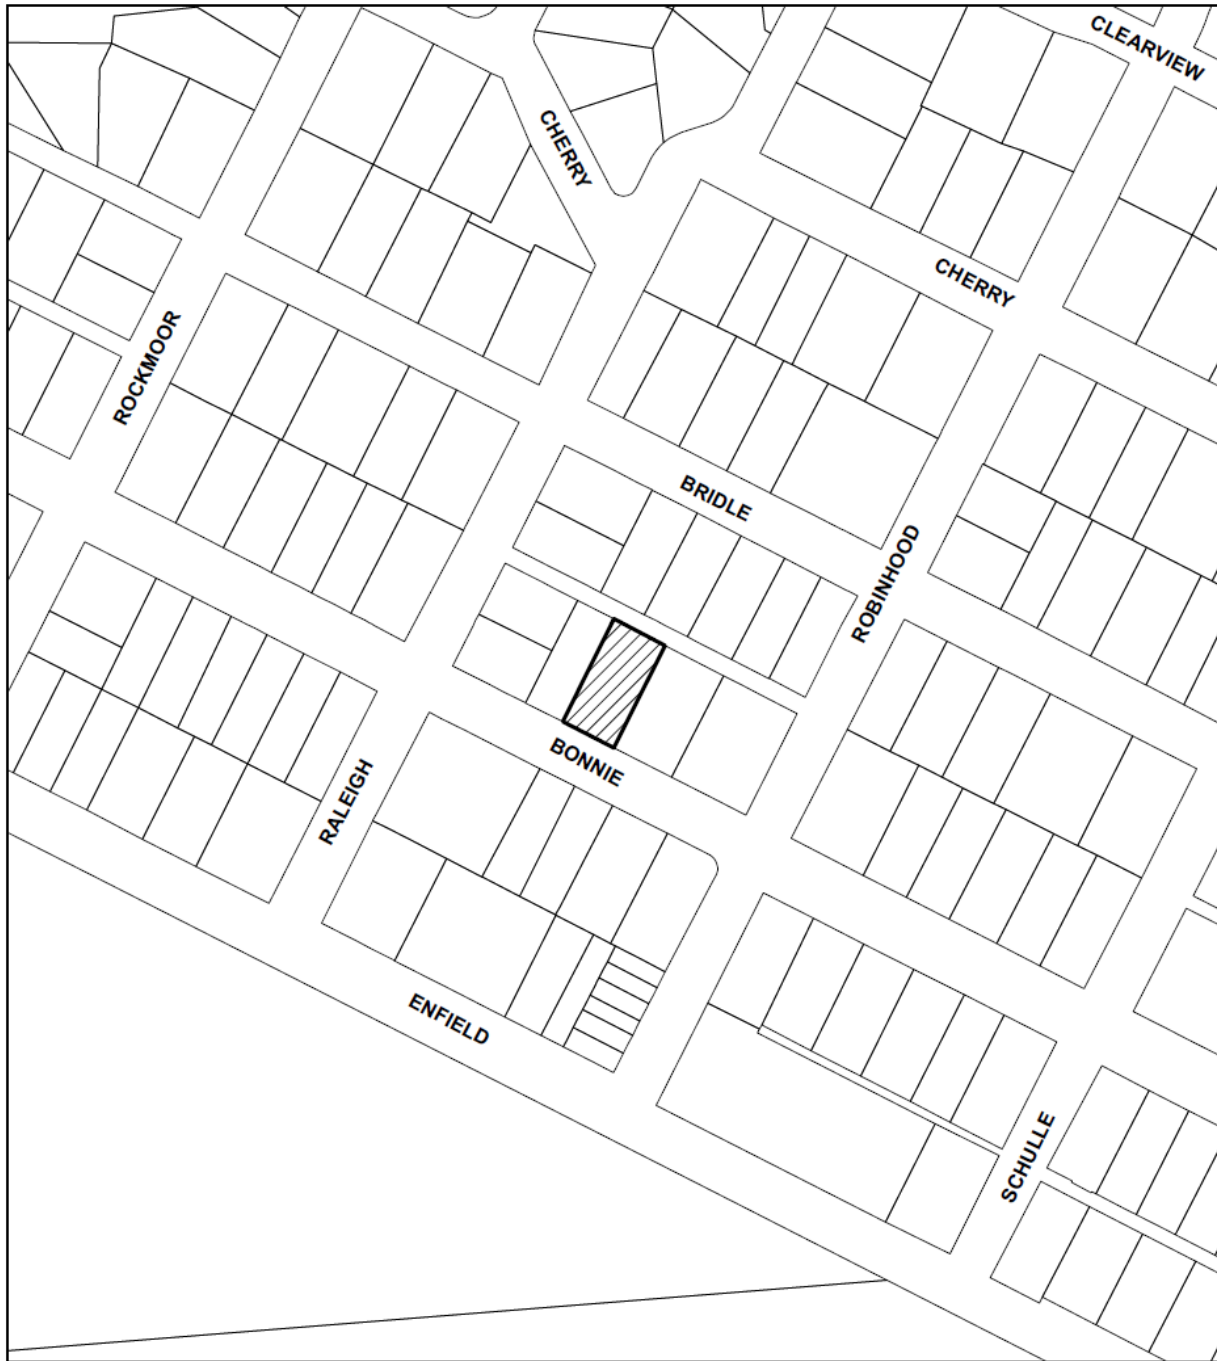 CLEARVIEW
CHERRY
CHERRY
ROCKMOOR
BRIDLE
ROBINHOOD
BONNIE
RALEIGH
ENFIELD
SCHULLE